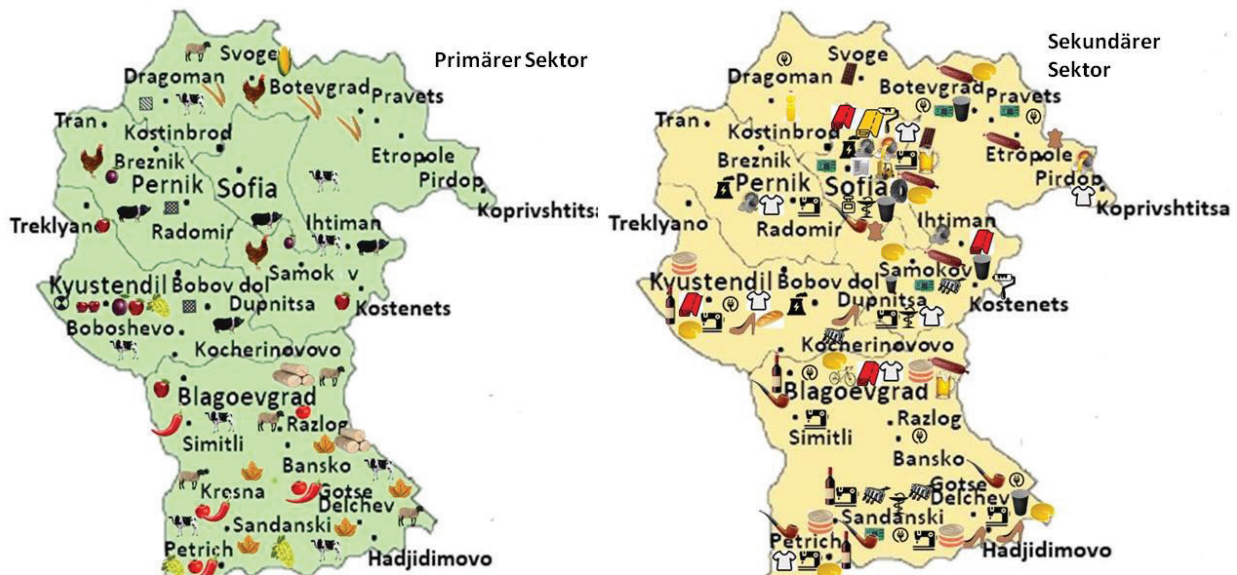 Primärer Sektor
Svoge
Dragoman
Botevgrad
Pravets
Tran
Kostinbrod
Breznik
Etropole
Pernik
Sofia
Pirdop
Koprivshtitsa
Treklyano
Radomir
Ihtiman
Samok v
Kyustendil
Bobov dol
Dupnitsa
Kostenets
Boboshevo
Kocherinovovo
Blagoevgrad
Razlog
Simitli
Bansko
Kresna
Gotse
Delchev
Sandanski
Petrich
Hadjidimovo
Sekundärer
Sektor
Svoge
Dragoman
Botevgrad
Pravets
Tran
Kostinbrod
Breznik
Etropole
Pernik
Sofia
Pirdop
Koprivshtitsa
Treklyano
Radomir
Ihtiman
Samokov
Kyustendil
Bobov dol
Dupnitsa
Kostenets
Kocherinovovo
Blagoevgrad
Razlog
Simitli
Bansko
Gotse
Delchev
Sandanski
Petrich
Hadjidimovo